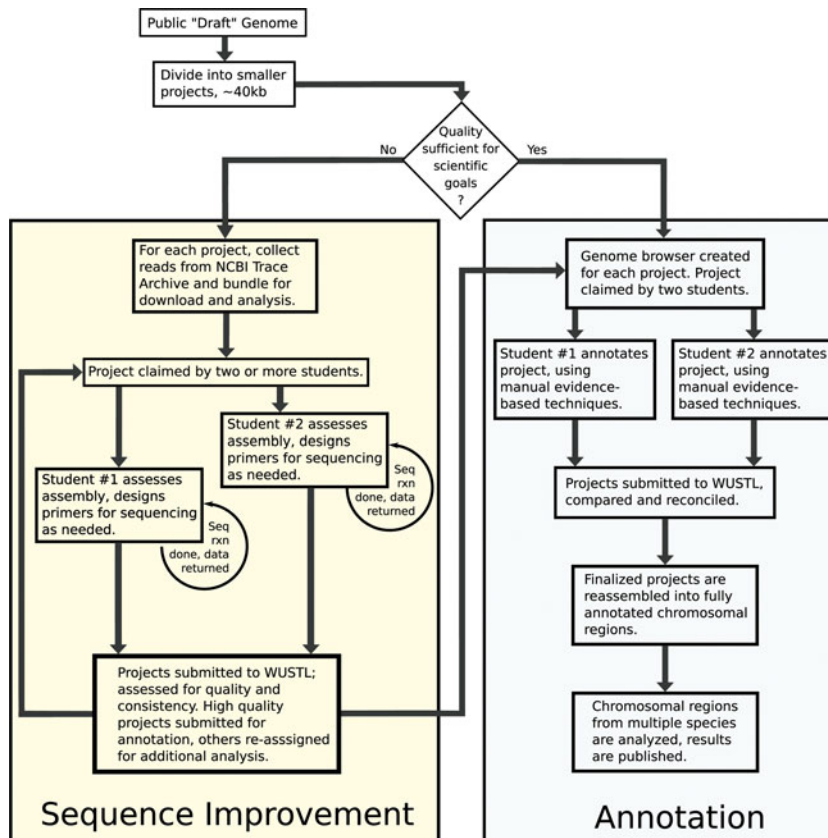 Public "Draft" Genome
Divide into smaller
projects, ~40kb
Quality
sufficient for
scientific
goals
?
No
Yes
For each project, collect
reads from NCBI Trace
Archive and bundle for
download and analysis.
Project claimed by two or more students.
Student #2 assesses
assembly, designs
primers for sequencing
as needed.
Seq
rxn
done, data
returned
Student #1 assesses
assembly, designs
primers for sequencing
as needed.
Seq
rxn
done, data
returned
Projects submitted to WUSTL;
assessed for quality and
consistency. High quality
projects submitted for
annotation, others re-asssigned
for additional analysis.
Sequence Improvement
Genome browser created
for each project. Project
claimed by two students.
Student #1 annotates
project, using
manual evidence-
based techniques.
Student #2 annotates
project, using
manual evidence-
based techniques.
Projects submitted to WUSTL,
compared and reconciled.
Finalized projects are
reassembled into fully
annotated chromosomal
regions.
Chromosomal regions
from multiple species
are analyzed, results
are published.
Annotation